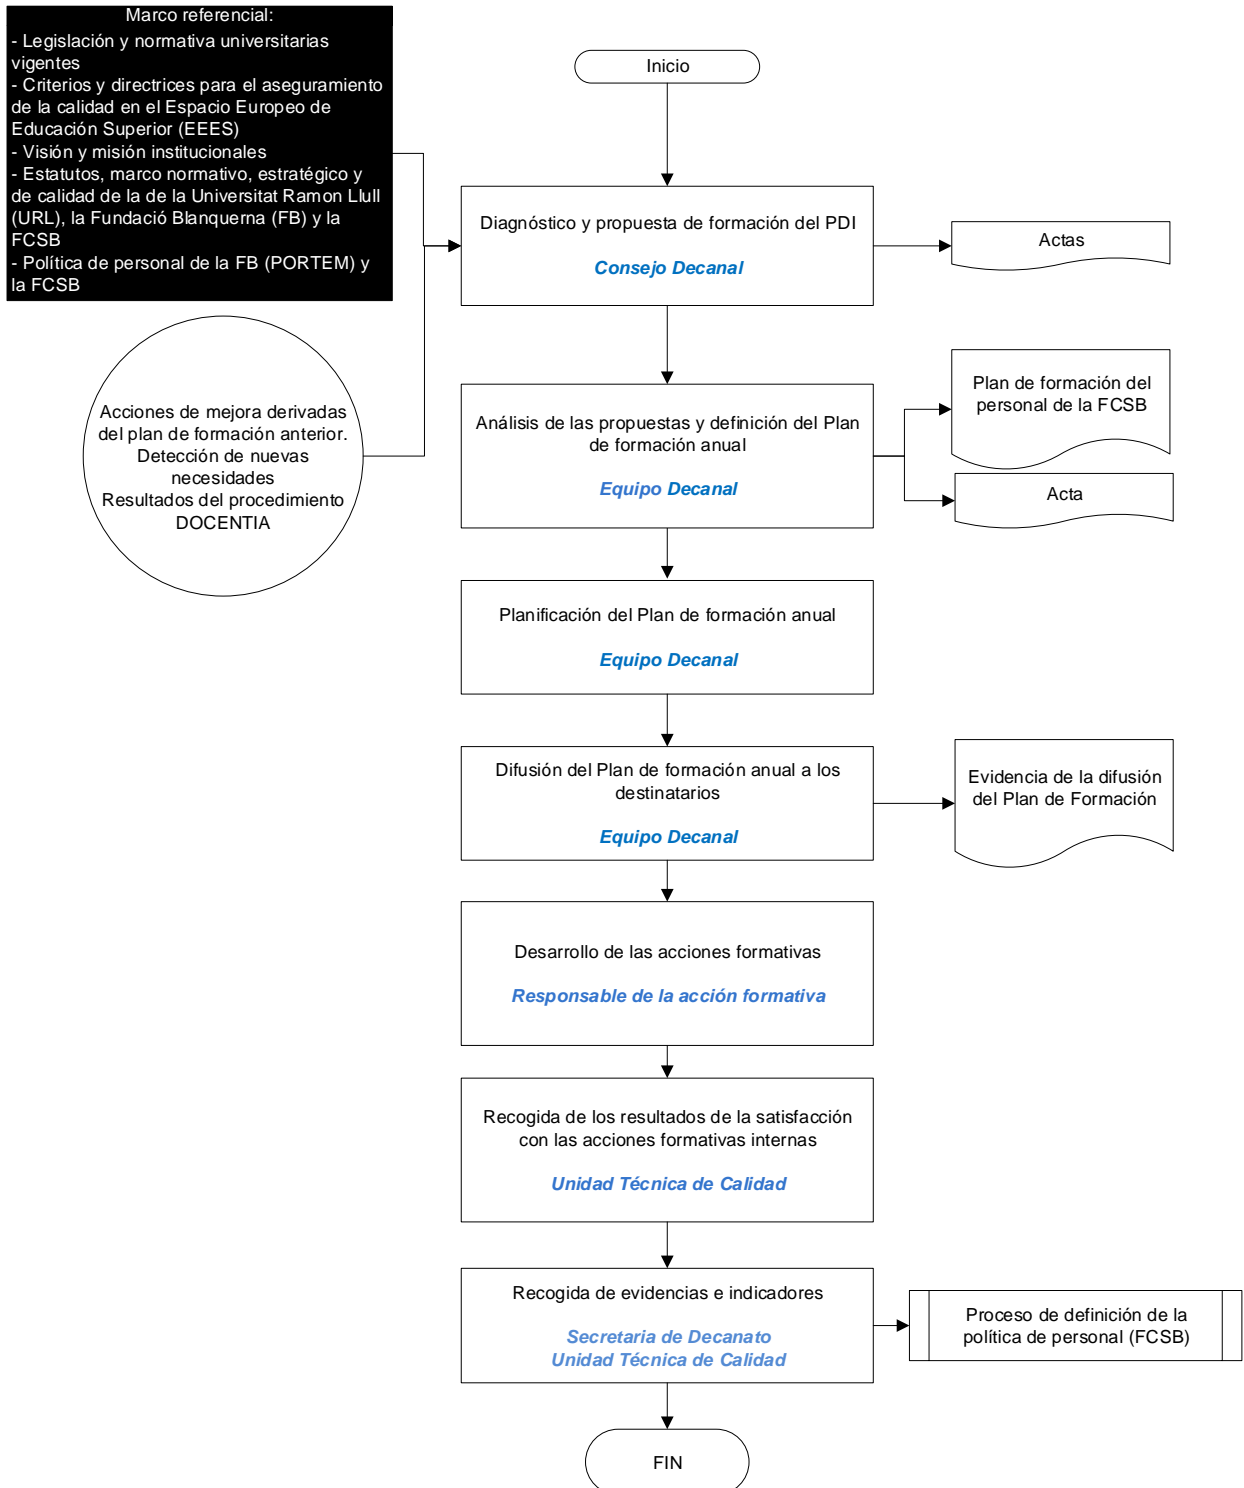 Marco referencial:
- Legislación y normativa universitarias
vigentes
- Criterios y directrices para el aseguramiento
de la calidad en el Espacio Europeo de
Educación Superior (EEES)
- Visión y misión institucionales
- Estatutos, marco normativo, estratégico y
de calidad de la de la Universitat Ramon Llull
(URL), la Fundació Blanquerna (FB) y la
FCSB
- Política de personal de la FB (PORTEM) y
la FCSB
Inicio
Diagnóstico y propuesta de formación del PDI
Consejo Decanal
Actas
Acciones de mejora derivadas
del plan de formación anterior.
Detección de nuevas
necesidades
Resultados del procedimiento
DOCENTIA
Análisis de las propuestas y definición del Plan
de formación anual
Equipo Decanal
Plan de formación del
personal de la FCSB
Acta
Planificación del Plan de formación anual
Equipo Decanal
Difusión del Plan de formación anual a los
destinatarios
Equipo Decanal
Evidencia de la difusión
del Plan de Formación
Desarrollo de las acciones formativas
Responsable de la acción formativa
Recogida de los resultados de la satisfacción
con las acciones formativas internas
Unidad Técnica de Calidad
Recogida de evidencias e indicadores
Secretaria de Decanato
Unidad Técnica de Calidad
Proceso de definición de la
política de personal (FCSB)
FIN